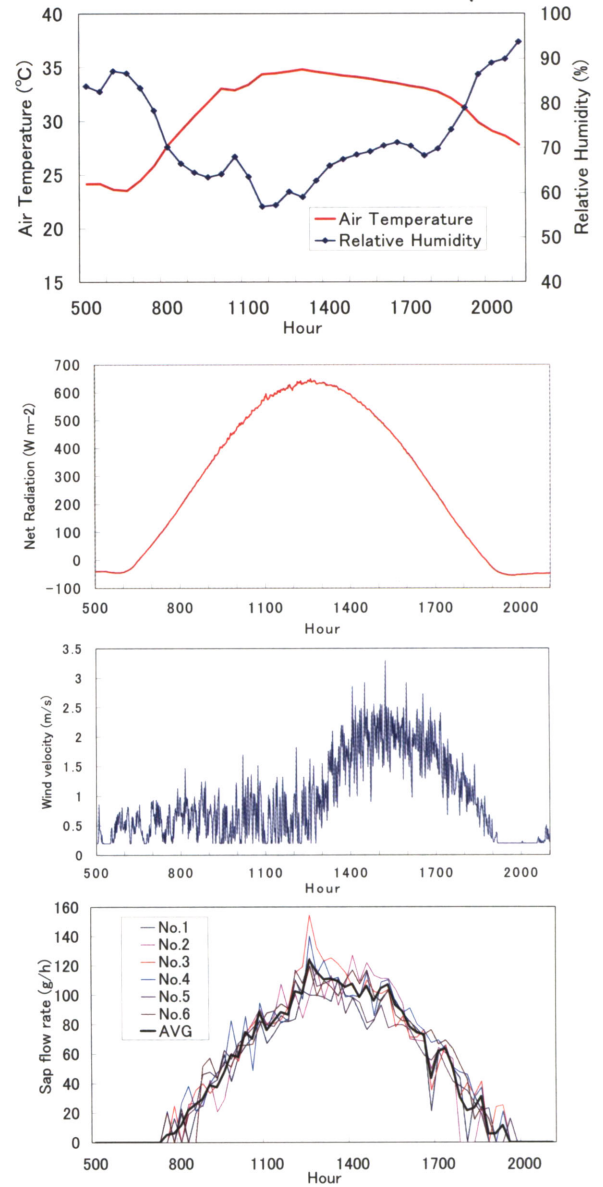 40
35
30
25
20
15
Air Temperature (℃)
100
90
80
70
60
50
40
Relative Humidity (%)
Air Temperature
Relative Humidity
500 800 1100 1400 1700 2000
Hour
700
600
500
400
300
200
100
0
-100
Net Radiation (W m-2)
500 800 1100 1400 1700 2000
Hour
3.5
3
2.5
2
1.5
1
0.5
0
Wind velocity (m/s)
500 800 1100 1400 1700 2000
Hour
160
140
120
100
80
60
40
20
0
Sap flow rate (g/h)
No.1
No.2
No.3
No.4
No.5
No.6
AVG
500 800 1100 1400 1700 2000
Hour